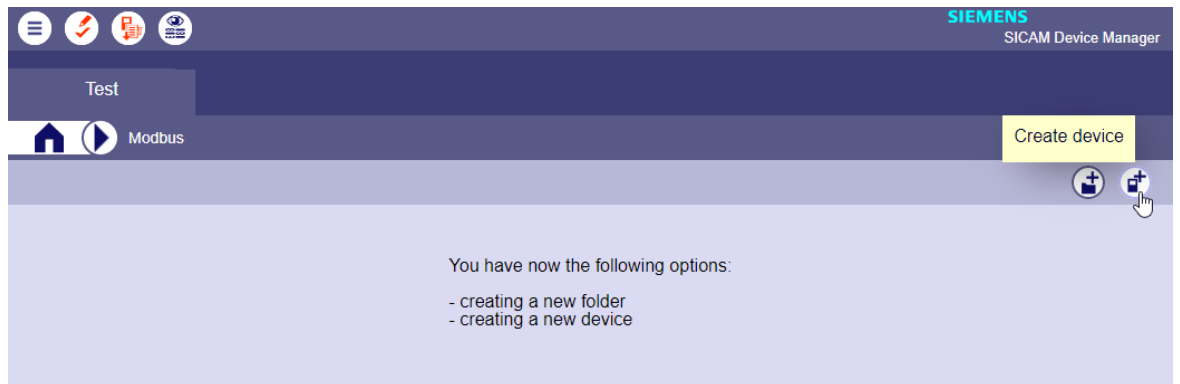 SIEMENS
SICAM Device Manager
Test
Modbus
Create device
You have now the following options:
- creating a new folder
- creating a new device